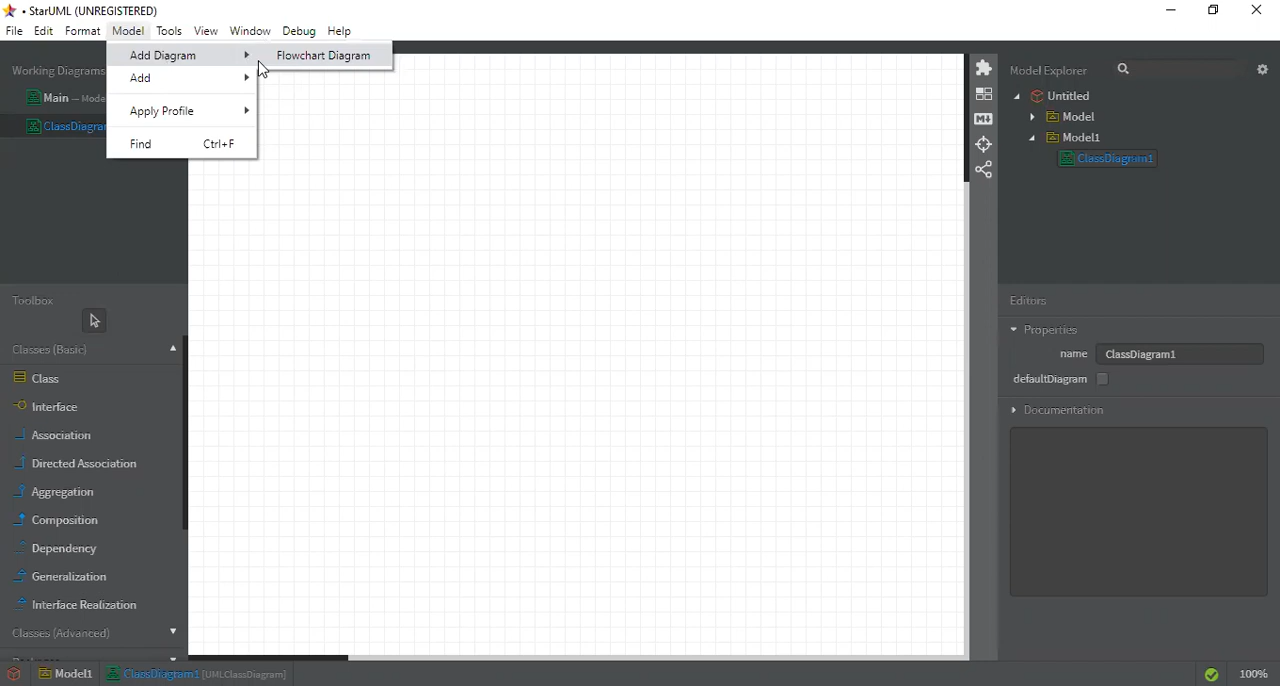 • StarUML (UNREGISTERED)
File Edit Format Model Tools View Window Debug Help
Add Diagram Flowchart Diagram
Add
Apply Profile
Find Ctrl+F
Working Diagrams
Main — Mode
ClassDiagra
Toolbox
Classes (Basic)
Class
Interface
Association
Directed Association
Aggregation
Composition
Dependency
Generalization
Interface Realization
Classes (Advanced)
Model Explorer
Untitled
Model
Model1
ClassDiagram1
Editors
Properties
name ClassDiagram1
defaultDiagram
Documentation
Model1 ClassDiagram1 [UMLClassDiagram]
100%